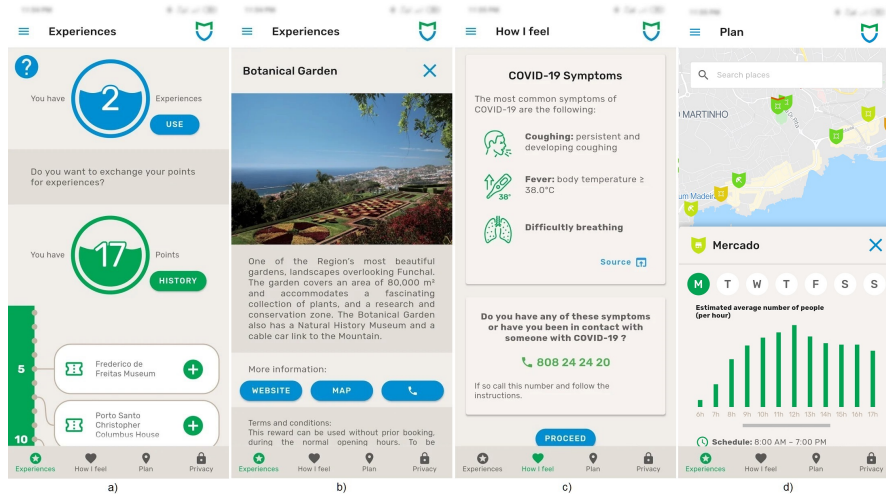 Experiences
You have
2
Experiences
USE
Do you want to exchange your points
for experiences?
You have
17
Points
HISTORY
5
Frederico de
Freitas Museum
Porto Santo
Christopher
Columbus House
10
Experiences
How I feel
Plan
Privacy
a)
Experiences
Botanical Garden
One of the Region's most beautiful
gardens, landscapes overlooking Funchal.
The garden covers an area of 80,000 m²
and accommodates a fascinating
collection of plants, and a research and
conservation zone. The Botanical Garden
also has a Natural History Museum and a
cable car link to the Mountain.
More information:
WEBSITE
MAP
Terms and conditions:
This reward can be used without prior booking,
during the normal opening hours. To be
Experiences
How I feel
Plan
Privacy
b)
How I feel
COVID-19 Symptoms
The most common symptoms of
COVID-19 are the following:
Coughing: persistent and
developing coughing
Fever: body temperature ≥
38.0°C
38°
Difficultly breathing
Source
Do you have any of these symptoms
or have you been in contact with
someone with COVID-19 ?
808 24 24 20
If so call this number and follow the
instructions.
PROCEED
Experiences
How I feel
Plan
Privacy
c)
Plan
Search places
O MARTINHO
um Madeir
Mercado
M T W T F S S
Estimated average number of people
(per hour)
6h 7h 8h 9h 10h 11h 12h 13h 14h 15h 16h 17h
Schedule: 8:00 AM – 7:00 PM
Experiences
How I feel
Plan
Privacy
d)